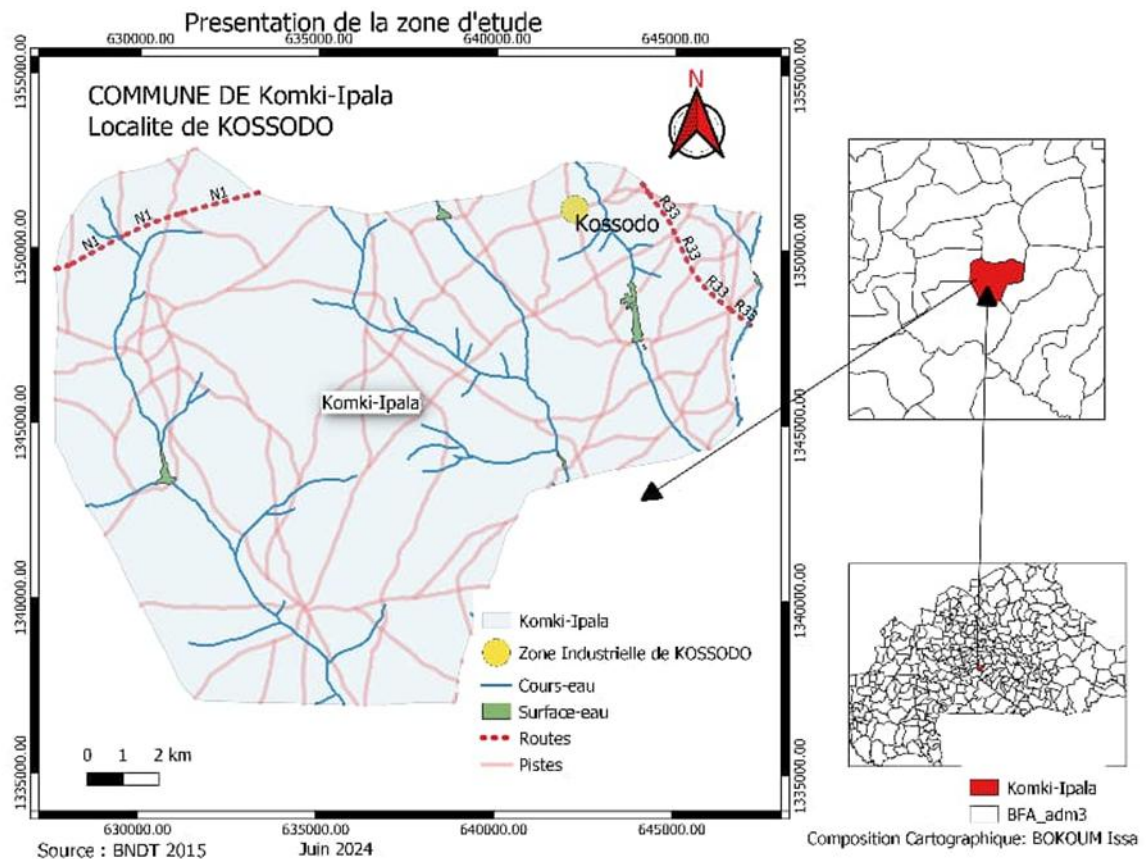 Presentation de la zone d'etude
630000.00 635000.00 640000.00 645000.00
COMMUNE DE Komki-Ipala
Localite de KOSSODO
N
N1
N1
N1
Kossodo
R33
R33
R33
R33
Komki-Ipala
1355000.00
1350000.00
1345000.00
1340000.00
1335000.00
1355000.00
1350000.00
1345000.00
1340000.00
1335000.00
Komki-Ipala
Zone Industrielle de KOSSODO
Cours-eau
Surface-eau
Routes
Pistes
0 1 2 km
630000.00 635000.00 640000.00 645000.00
Source : BNDT 2015 Juin 2024
Komki-Ipala
BFA_adm3
Composition Cartographique: BOKOUM Issa